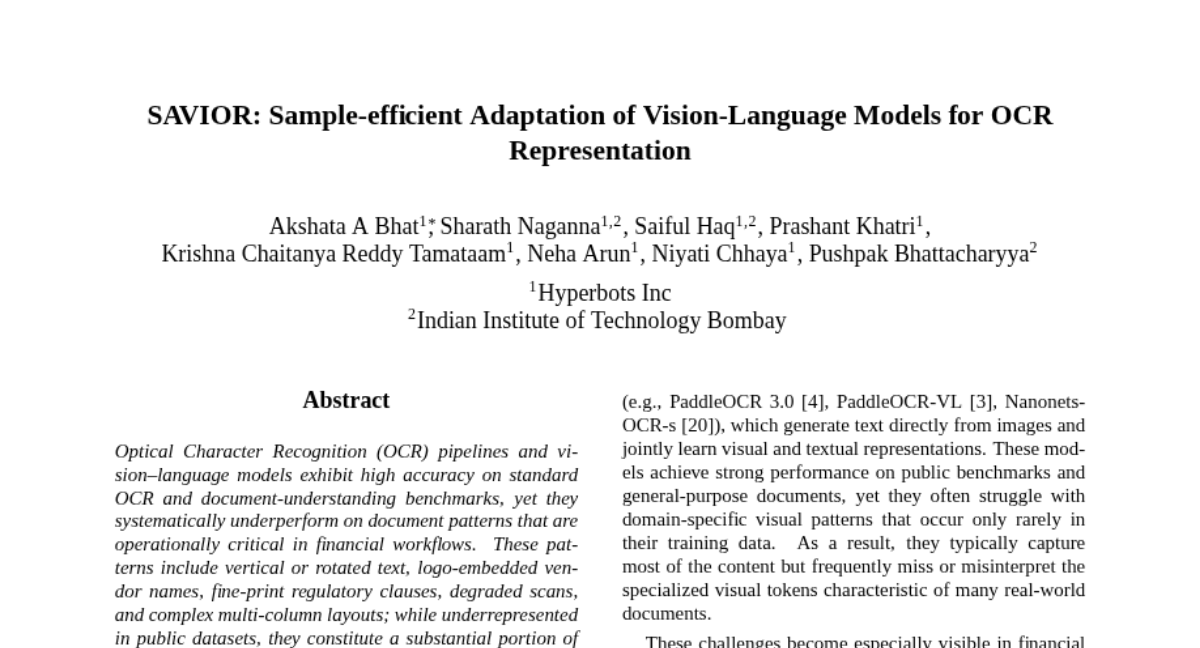 SAVIOR: Sample-efficient Adaptation of Vision-Language Models for OCR
Representation
Akshata A Bhat1*, Sharath Naganna1,2, Saiful Haq1,2, Prashant Khatri1,
Krishna Chaitanya Reddy Tamataam1, Neha Arun1, Niyati Chhaya1, Pushpak Bhattacharyya2
1Hyperbots Inc
2Indian Institute of Technology Bombay
Abstract
Optical Character Recognition (OCR) pipelines and vi-
sion–language models exhibit high accuracy on standard
OCR and document-understanding benchmarks, yet they
systematically underperform on document patterns that are
operationally critical in financial workflows. These pat-
terns include vertical or rotated text, logo-embedded ven-
dor names, fine-print regulatory clauses, degraded scans,
and complex multi-column layouts; while underrepresented
in public datasets, they constitute a substantial portion of
(e.g., PaddleOCR 3.0 [4], PaddleOCR-VL [3], Nanonets-
OCR-s [20]), which generate text directly from images and
jointly learn visual and textual representations. These mod-
els achieve strong performance on public benchmarks and
general-purpose documents, yet they often struggle with
domain-specific visual patterns that occur only rarely in
their training data. As a result, they typically capture
most of the content but frequently miss or misinterpret the
specialized visual tokens characteristic of many real-world
documents.
These challenges become especially visible in financial